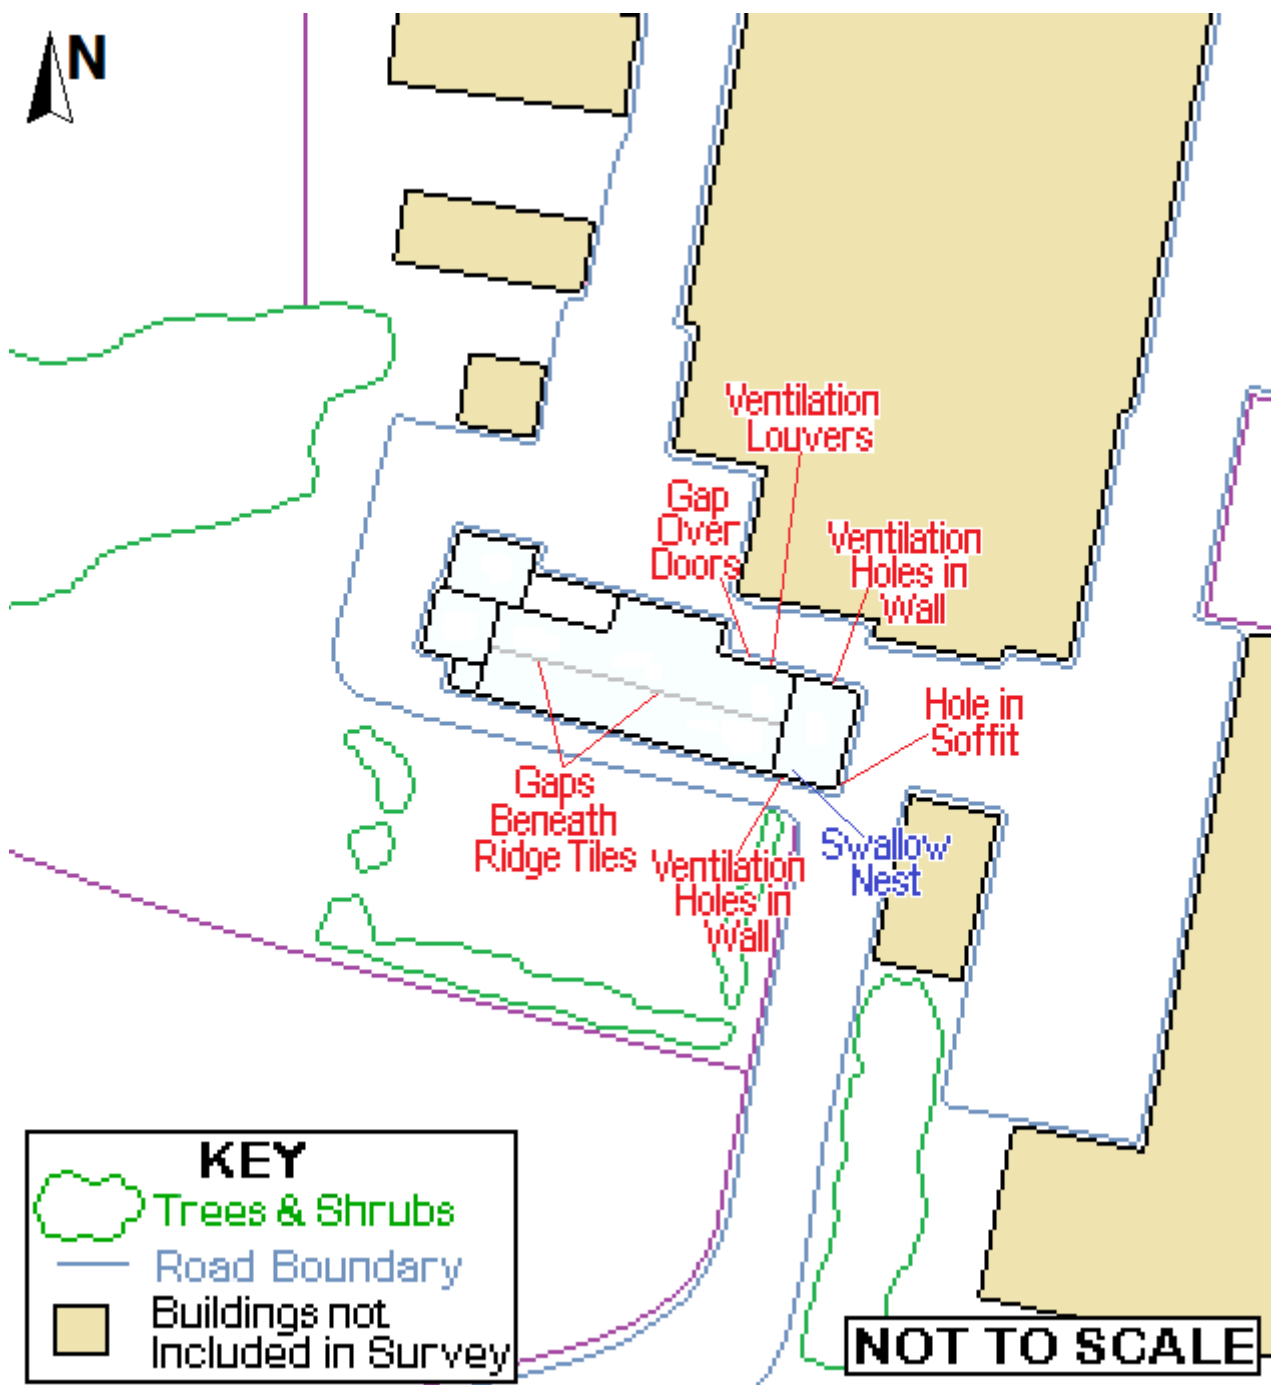 N
Ventilation
Louvers
Gap
Over
Doors
Ventilation
Holes in
Wall
Hole in
Soffit
Gaps
Beneath
Ridge Tiles
Ventilation
Holes in
Wall
Swallow
Nest
KEY
Trees & Shrubs
Road Boundary
Buildings not
Included in Survey
NOT TO SCALE